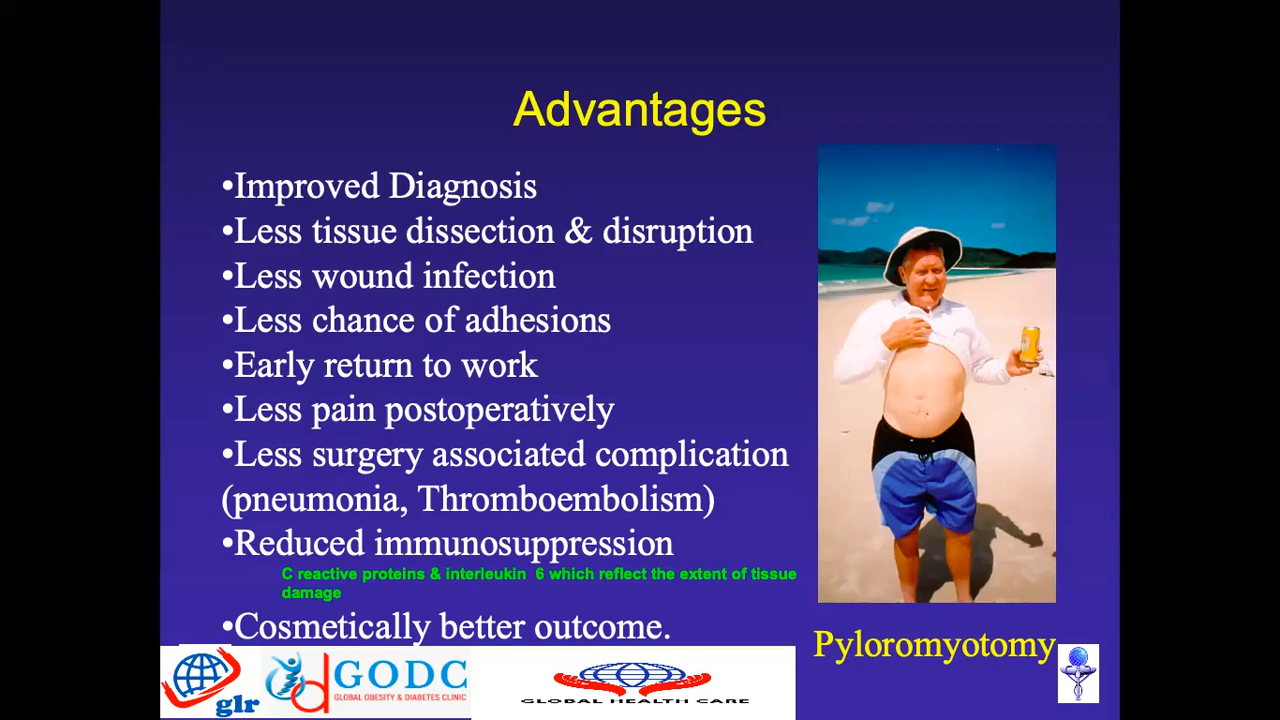 Advantages
•Improved Diagnosis
•Less tissue dissection & disruption
•Less wound infection
•Less chance of adhesions
•Early return to work
•Less pain postoperatively
•Less surgery associated complication
(pneumonia, Thromboembolism)
•Reduced immunosuppression
C reactive proteins & interleukin 6 which reflect the extent of tissue
damage
•Cosmetically better outcome.
Pyloromyotomy
glr
GODC
GLOBAL OBESITY & DIABETES CLINIC
GLOBAL HEALTH CARE